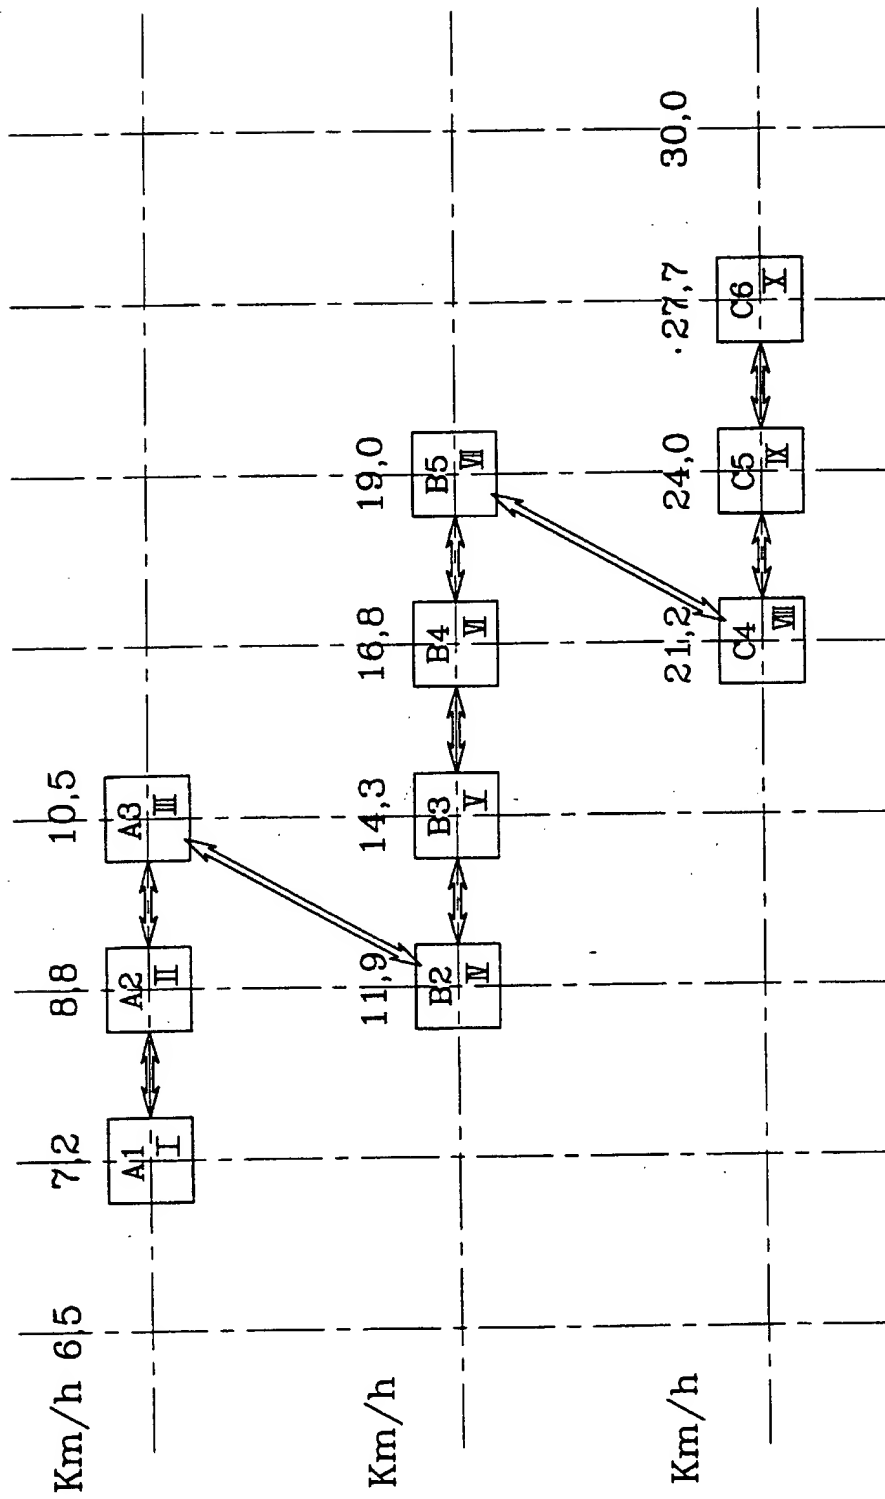 Km/h 6,5 7,2 8,8 10,5
A1 A2 A3
I II III
Km/h 11,9 14,3 16,8 19,0
B2 B3 B4 B5
IV V VI VII
Km/h 21,2 24,0 27,7 30,0
C4 C5 C6
VIII IX X